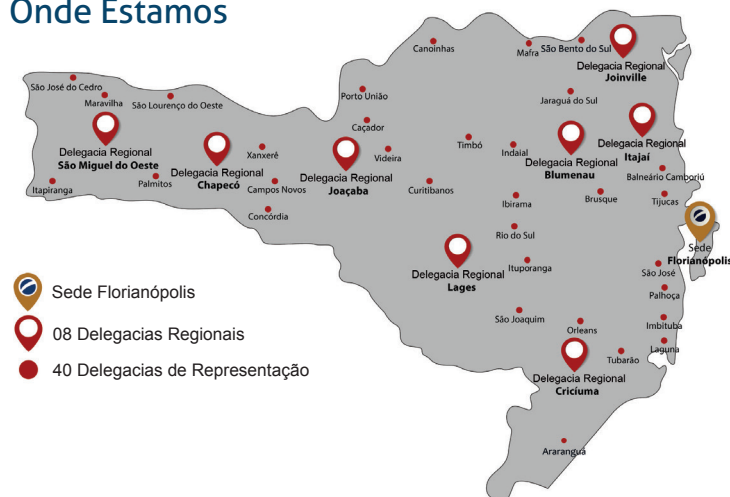 Onde Estamos
Canoinhas
Mafra
São Bento do Sul
Delegacia Regional
Joinville
São José do Cedro
Maravilha
São Lourenço do Oeste
Porto União
Jaraguá do Sul
Caçador
Delegacia Regional
São Miguel do Oeste
Delegacia Regional
Chapecó
Xanxerê
Delegacia Regional
Joaçaba
Videira
Timbó
Indaial
Delegacia Regional
Blumenau
Delegacia Regional
Itajaí
Balneário Camboriú
Itapiranga
Palmitos
Campos Novos
Curitibanos
Ibirama
Brusque
Tijucas
Concórdia
Rio do Sul
Sede
Florianópolis
Delegacia Regional
Lages
Ituporanga
São José
Palhoça
São Joaquim
Orleans
Imbituba
Laguna
Tubarão
Delegacia Regional
Cricíuma
Araranguá
Sede Florianópolis
08 Delegacias Regionais
40 Delegacias de Representação